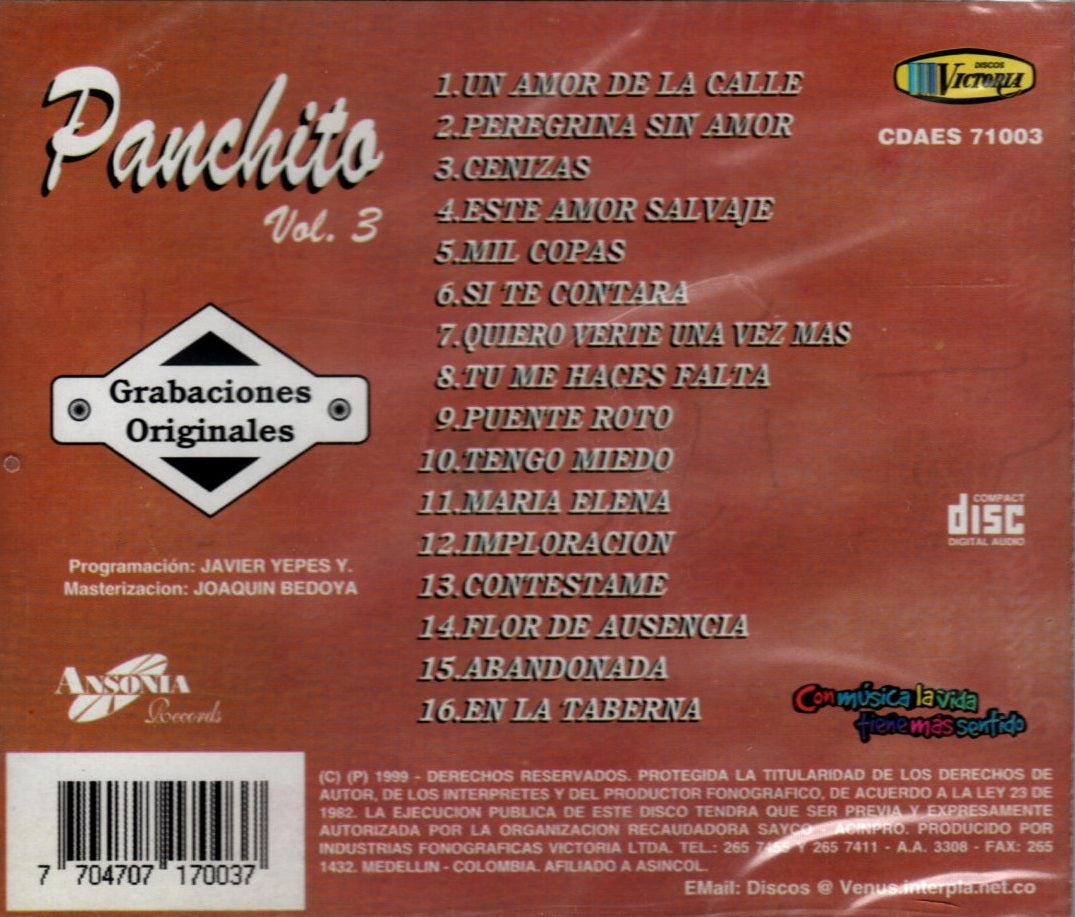 Panchito
Vol. 3
Grabaciones
Originales
Programación: JAVIER YEPES Y.
Masterizacion: JOAQUIN BEDOYA
ANSONIA
Records
1.UN AMOR DE LA CALLE
2.PEREGRINA SIN AMOR
3.CENIZAS
4.ESTE AMOR SALVAJE
5.MIL COPAS
6.SI TE CONTARA
7.QUIERO VERTE UNA VEZ MAS
8.TU ME HACES FALTA
9.PUENTE ROTO
10.TENGO MIEDO
11.MARIA ELENA
12.IMPLORACION
13.CONTESTAME
14.FLOR DE AUSENCIA
15.ABANDONADA
16.EN LA TABERNA
DISCOS
VICTORIA
CDAES 71003
COMPACT
disc
DIGITAL AUDIO
Con música la vida
tiene más sentido
7 704707 170037
(C) (P) 1999 - DERECHOS RESERVADOS. PROTEGIDA LA TITULARIDAD DE LOS DERECHOS DE
AUTOR, DE LOS INTERPRETES Y DEL PRODUCTOR FONOGRAFICO, DE ACUERDO A LA LEY 23 DE
1982. LA EJECUCION PUBLICA DE ESTE DISCO TENDRA QUE SER PREVIA Y EXPRESAMENTE
AUTORIZADA POR LA ORGANIZACION RECAUDADORA SAYCO - ACINPRO. PRODUCIDO POR
INDUSTRIAS FONOGRAFICAS VICTORIA LTDA. TEL.: 265 7455 Y 265 7411 - A.A. 3308 - FAX: 265
1432. MEDELLIN - COLOMBIA. AFILIADO A ASINCOL.
EMail: Discos @ Venus.interpla.net.co